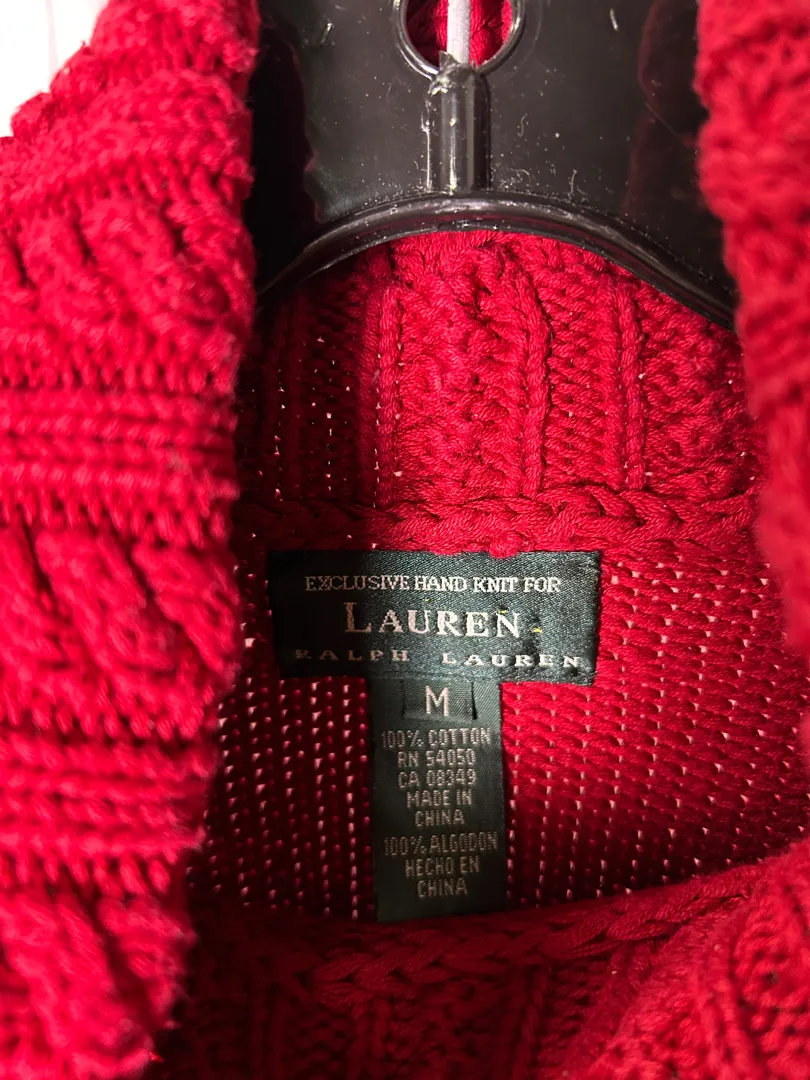 EXCLUSIVE HAND KNIT FOR
LAUREN
RALPH LAUREN
M
100% COTTON
RN 54050
CA 08349
MADE IN
CHINA
100% ALGODON
HECHO EN
CHINA